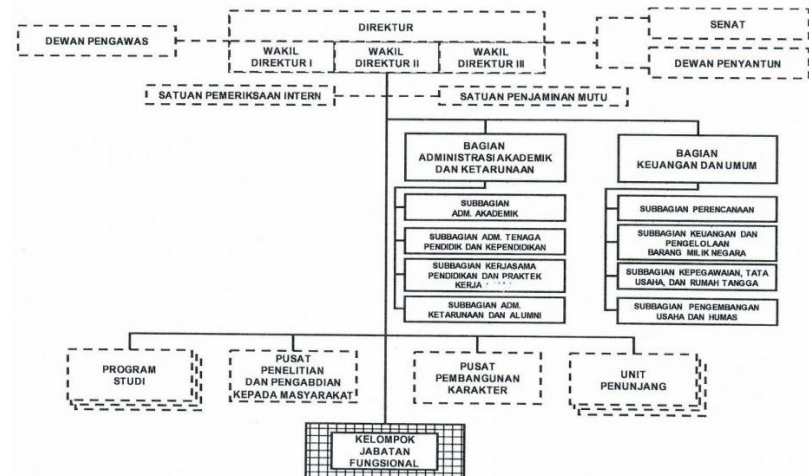 DIREKTUR
DEWAN PENGAWAS
WAKIL
DIREKTUR I
WAKIL
DIREKTUR II
WAKIL
DIREKTUR III
SENAT
DEWAN PENYANTUN
SATUAN PEMERIKSAAN INTERN
SATUAN PENJAMINAN MUTU
BAGIAN
ADMINISTRASI AKADEMIK
DAN KETARUNAAN
SUBBAGIAN
ADM. AKADEMIK
SUBBAGIAN ADM. TENAGA
PENDIDIK DAN KEPENDIDIKAN
SUBBAGIAN KERJASAMA
PENDIDIKAN DAN PRAKTEK
KERJA
SUBBAGIAN ADM.
KETARUNAAN DAN ALUMNI
BAGIAN
KEUANGAN DAN UMUM
SUBBAGIAN PERENCANAAN
SUBBAGIAN KEUANGAN DAN
PENGELOLAAN
BARANG MILIK NEGARA
SUBBAGIAN KEPEGAWAIAN, TATA
USAHA, DAN RUMAH TANGGA
SUBBAGIAN PENGEMBANGAN
USAHA DAN HUMAS
PROGRAM
STUDI
PUSAT
PENELITIAN
DAN PENGABDIAN
KEPADA MASYARAKAT
PUSAT
PEMBANGUNAN
KARAKTER
UNIT
PENUNJANG
KELOMPOK
JABATAN
FUNGSIONAL